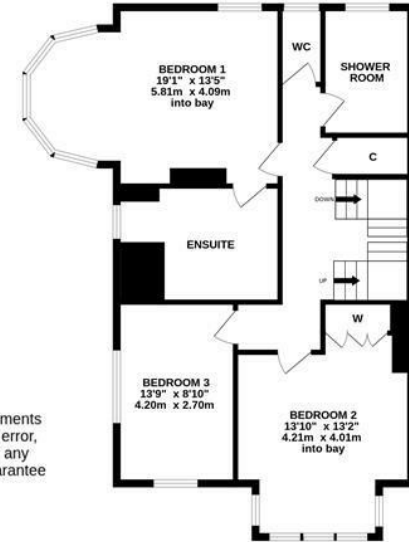 WC
BEDROOM 1
19'1" x 13'5"
5.81m x 4.09m
into bay
SHOWER
ROOM
C
DOWN
ENSUITE
UP
W
BEDROOM 3
13'9" x 8'10"
4.20m x 2.70m
BEDROOM 2
13'10" x 13'2"
4.21m x 4.01m
into bay
ments
error,
any
arantee